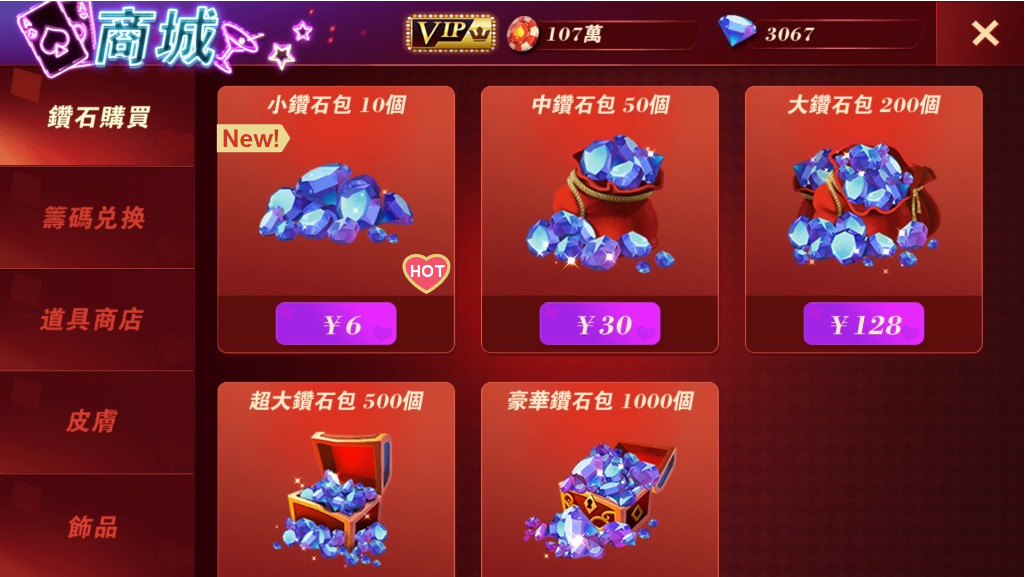 商城
VIP
107萬
3067
鑽石購買
籌碼兑換
道具商店
皮膚
飾品
小鑽石包 10個
New!
HOT
¥6
中鑽石包 50個
¥30
大鑽石包 200個
¥128
超大鑽石包 500個
豪華鑽石包 1000個